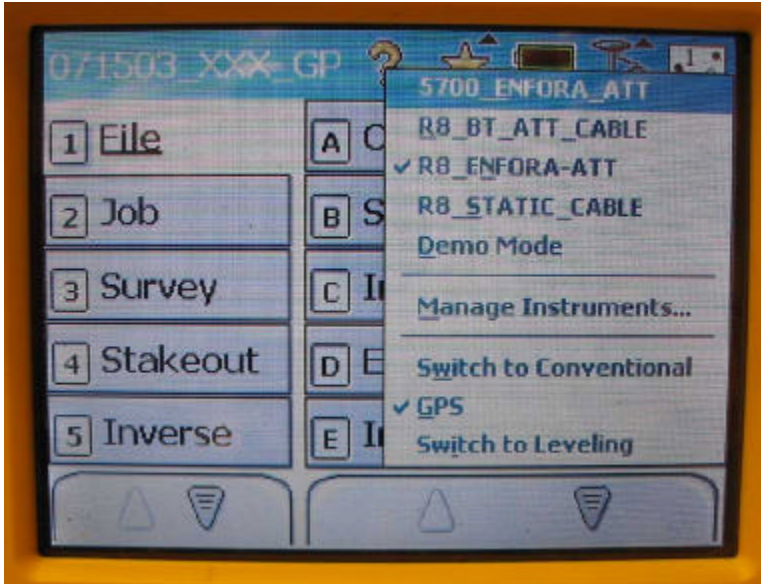 071503_XXX-_GP ?
1 File
2 Job
3 Survey
4 Stakeout
5 Inverse
A C
B S
C I
D E
E I
5700_ENFORA_ATT
R8_BT_ATT_CABLE
✓ R8_ENFORA-ATT
R8_STATIC_CABLE
Demo Mode
Manage Instruments...
Switch to Conventional
✓ GPS
Switch to Leveling